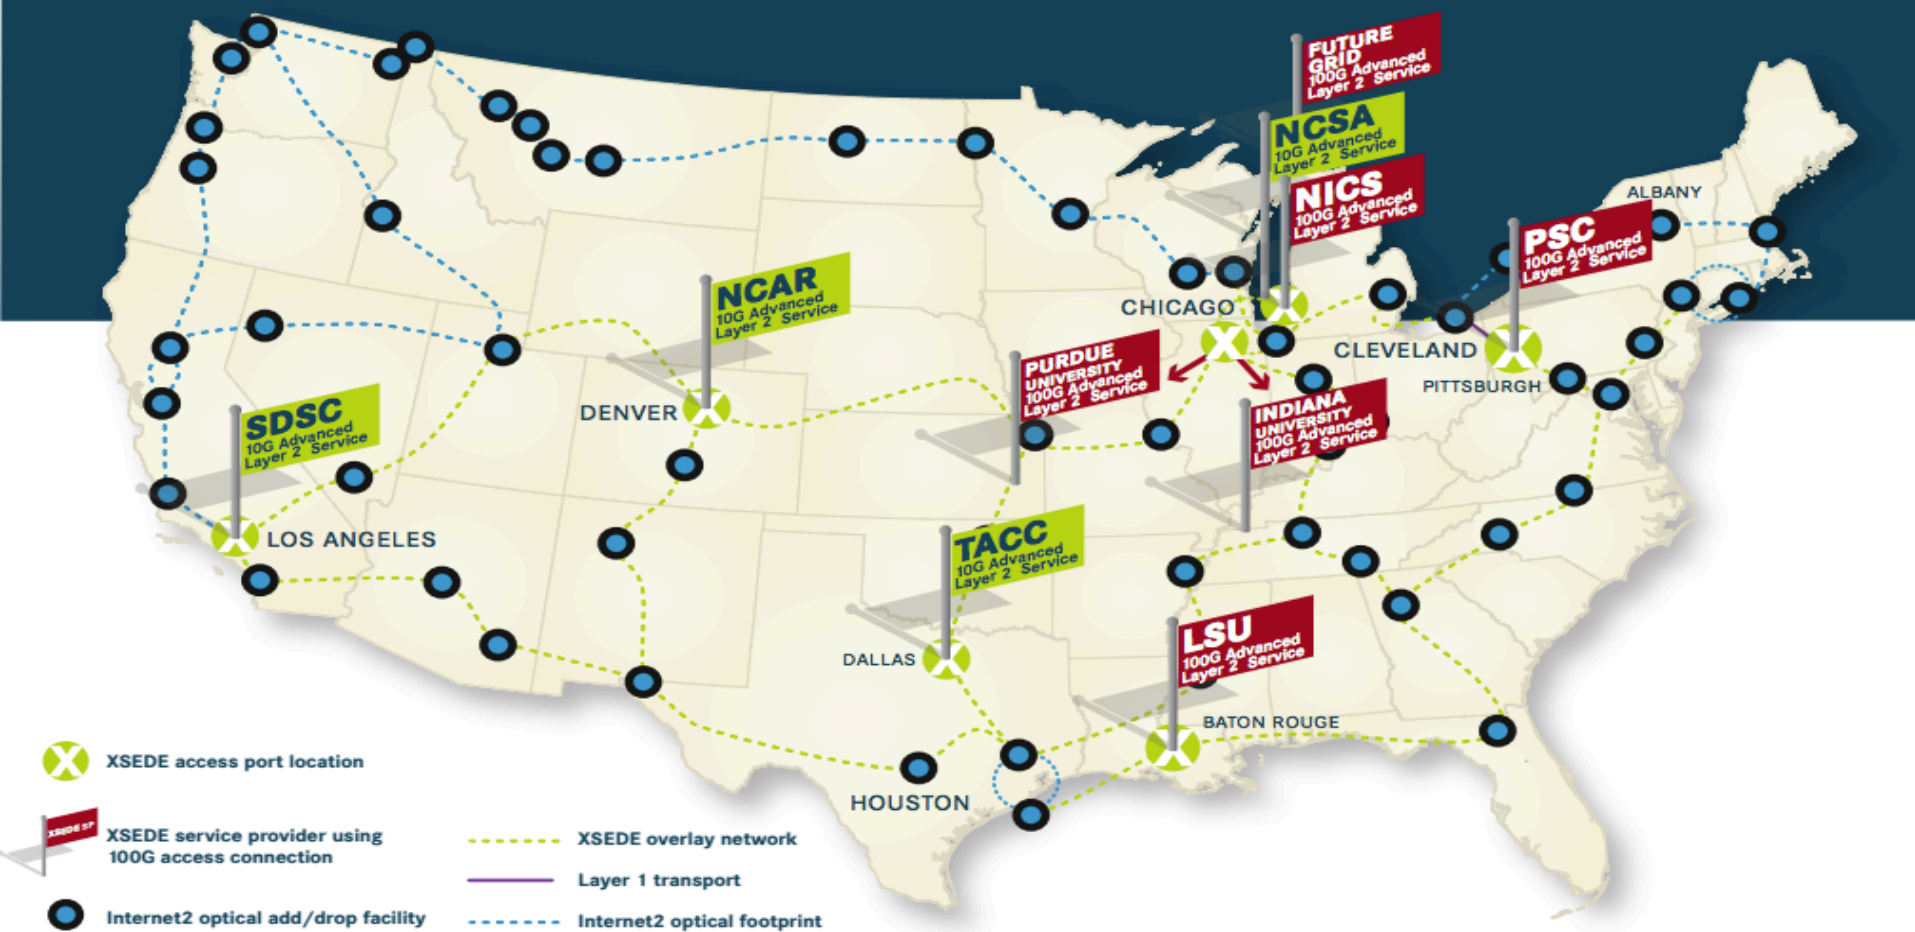 FUTURE
GRID
100G Advanced
Layer 2 Service
NCSA
10G Advanced
Layer 2 Service
NICS
100G Advanced
Layer 2 Service
ALBANY
PSC
100G Advanced
Layer 2 Service
NCAR
10G Advanced
Layer 2 Service
CHICAGO
CLEVELAND
PITTSBURGH
PURDUE
UNIVERSITY
100G Advanced
Layer 2 Service
DENVER
SDSC
10G Advanced
Layer 2 Service
INDIANA
UNIVERSITY
100G Advanced
Layer 2 Service
LOS ANGELES
TACC
10G Advanced
Layer 2 Service
DALLAS
LSU
100G Advanced
Layer 2 Service
BATON ROUGE
HOUSTON
XSEDE access port location
XSEDE SP
XSEDE service provider using
100G access connection
Internet2 optical add/drop facility
XSEDE overlay network
Layer 1 transport
Internet2 optical footprint